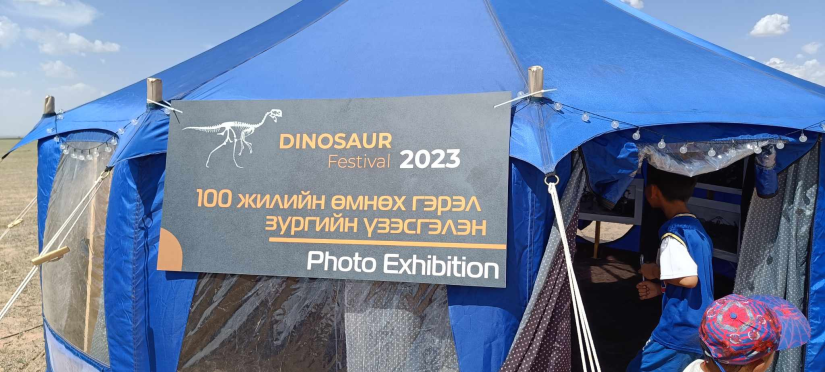 DINOSAUR
Festival 2023
100 ЖИЛИЙН ӨМНӨХ ГЭРЭЛ
ЗУРГИЙН ҮЗЭСГЭЛЭН
Photo Exhibition